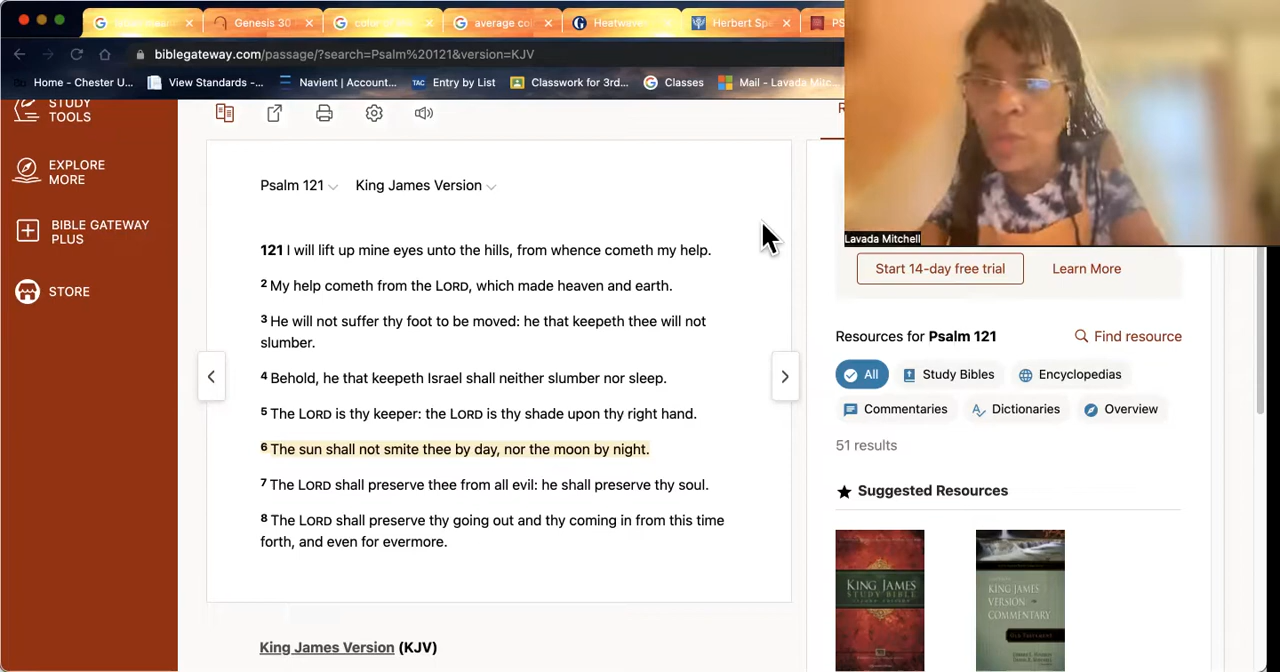 Genesis 30
average co
Heatwave
Herbert Sp
PS
biblegateway.com/passage/?search=Psalm%20121&version=KJV
Home - Chester U... View Standards -... Navient | Account... TAC Entry by List Classwork for 3rd... Classes Mail - Lavada Mitc...
STUDY
TOOLS
EXPLORE
MORE
BIBLE GATEWAY
PLUS
STORE
Psalm 121 King James Version
121 I will lift up mine eyes unto the hills, from whence cometh my help.
2 My help cometh from the LORD, which made heaven and earth.
3 He will not suffer thy foot to be moved: he that keepeth thee will not
slumber.
4 Behold, he that keepeth Israel shall neither slumber nor sleep.
5 The LORD is thy keeper: the LORD is thy shade upon thy right hand.
6 The sun shall not smite thee by day, nor the moon by night.
7 The LORD shall preserve thee from all evil: he shall preserve thy soul.
8 The LORD shall preserve thy going out and thy coming in from this time
forth, and even for evermore.
King James Version (KJV)
Lavada Mitchell
Start 14-day free trial Learn More
Resources for Psalm 121 Find resource
All Study Bibles Encyclopedias
Commentaries Dictionaries Overview
51 results
Suggested Resources
KING JAMES
STUDY BIBLE
KING JAMES
VERSION
COMMENTARY